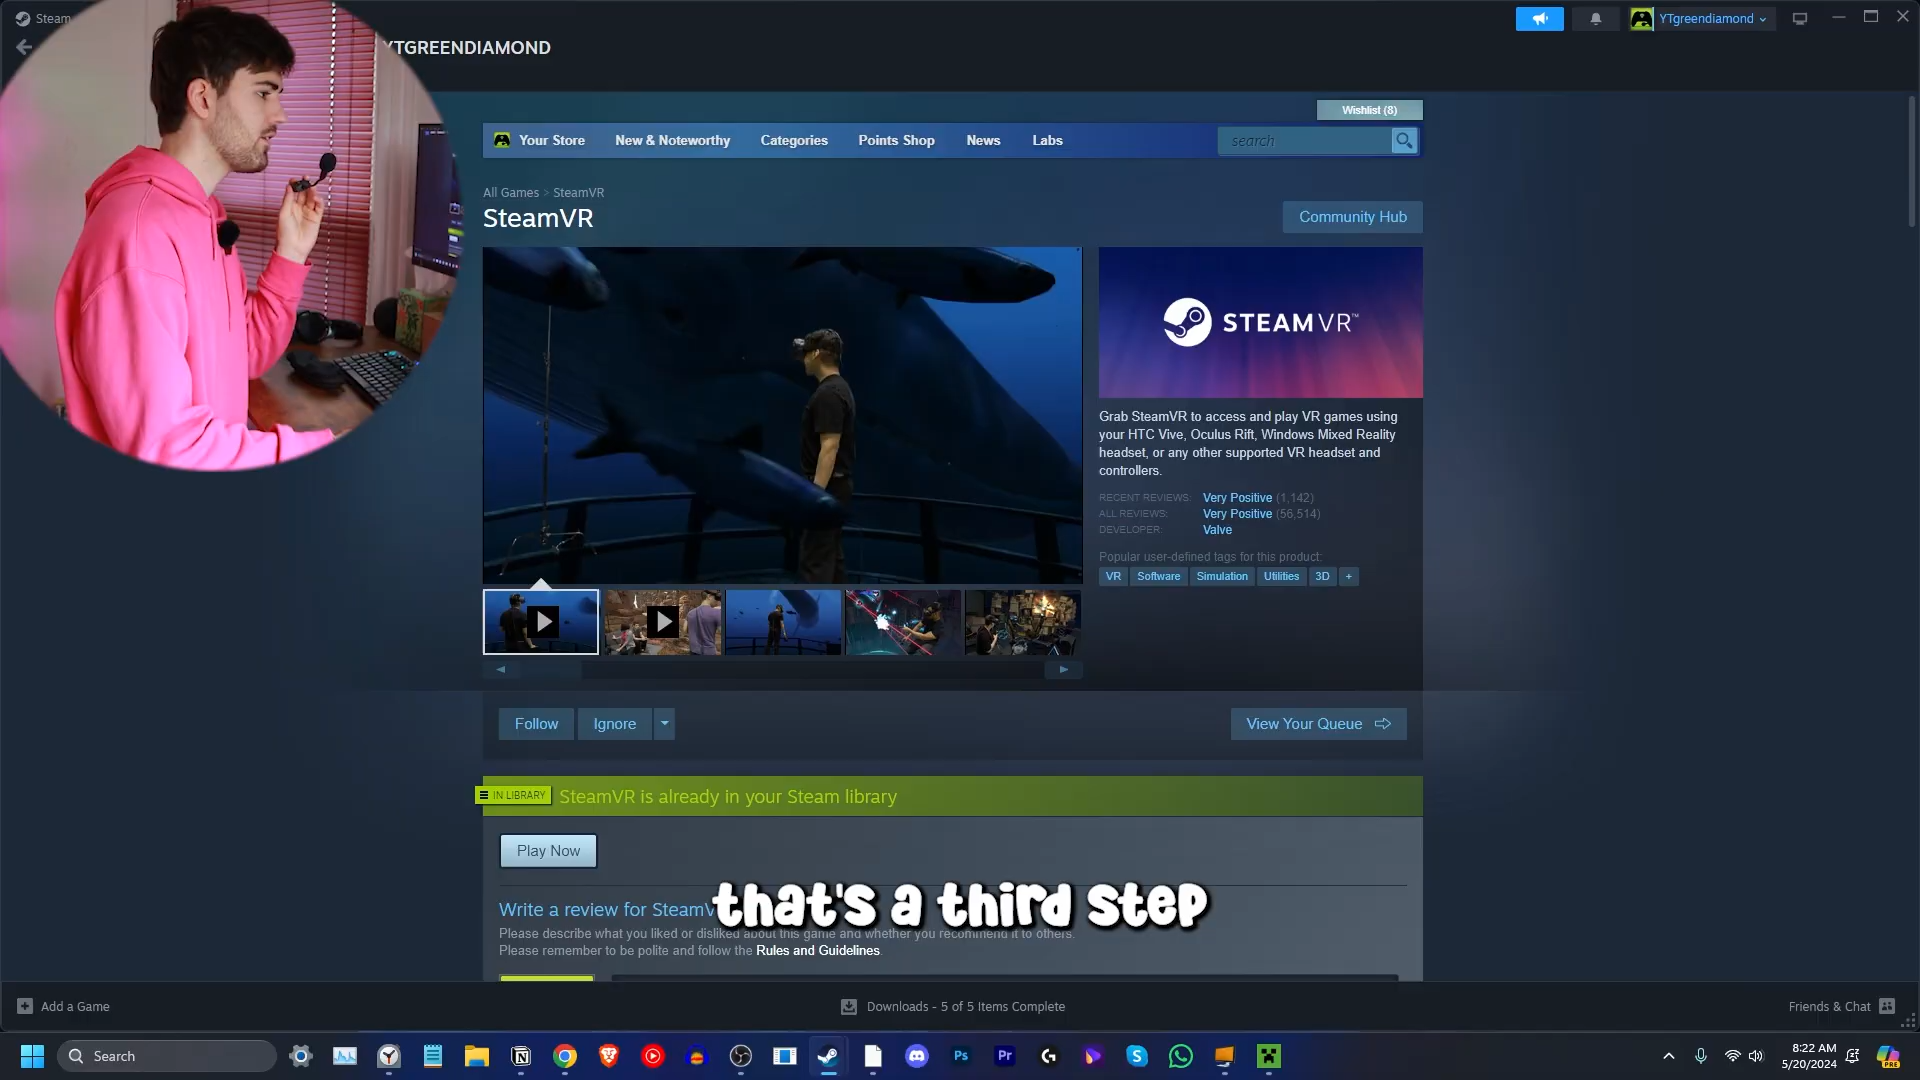 Steam
YTGREENDIAMOND
YTgreendiamond
Wishlist (8)
Your Store
New & Noteworthy
Categories
Points Shop
News
Labs
search
All Games > SteamVR
SteamVR
Community Hub
STEAMVR™
Grab SteamVR to access and play VR games using
your HTC Vive, Oculus Rift, Windows Mixed Reality
headset, or any other supported VR headset and
controllers.
RECENT REVIEWS: Very Positive (1,142)
ALL REVIEWS: Very Positive (56,514)
DEVELOPER: Valve
Popular user-defined tags for this product:
VR Software Simulation Utilities 3D +
Follow
Ignore
View Your Queue
IN LIBRARY
SteamVR is already in your Steam library
Play Now
that's a third step
Write a review for SteamV
Please describe what you liked or disliked about this game and whether you recommend it to others.
Please remember to be polite and follow the Rules and Guidelines.
Add a Game
Downloads - 5 of 5 Items Complete
Friends & Chat
Search
Ps
Pr
8:22 AM
5/20/2024
PRE